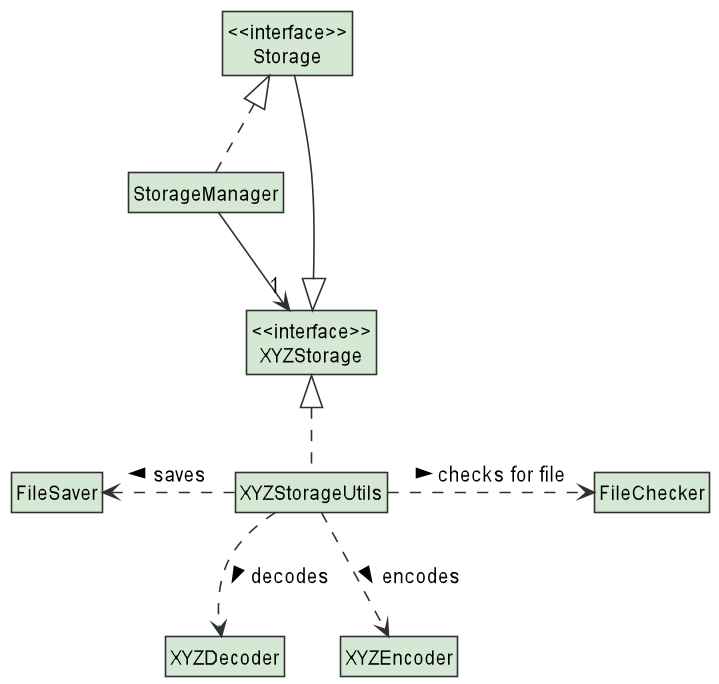 <<interface>>
Storage
StorageManager
1
<<interface>>
XYZStorage
saves
checks for file
FileSaver
XYZStorageUtils
FileChecker
decodes
encodes
XYZDecoder
XYZEncoder